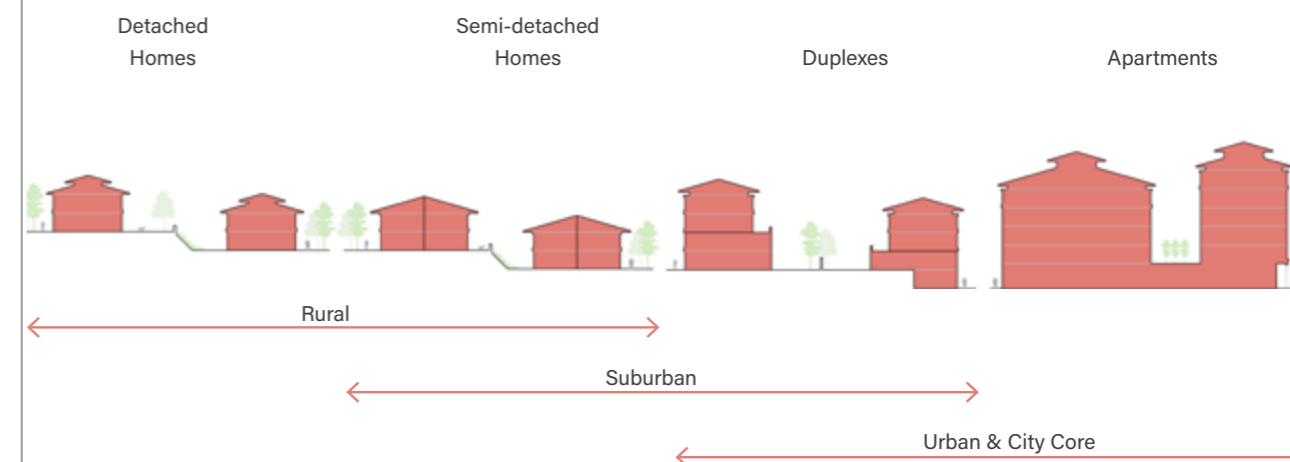 Detached
Homes
Semi-detached
Homes
Duplexes
Apartments
Rural
Suburban
Urban & City Core